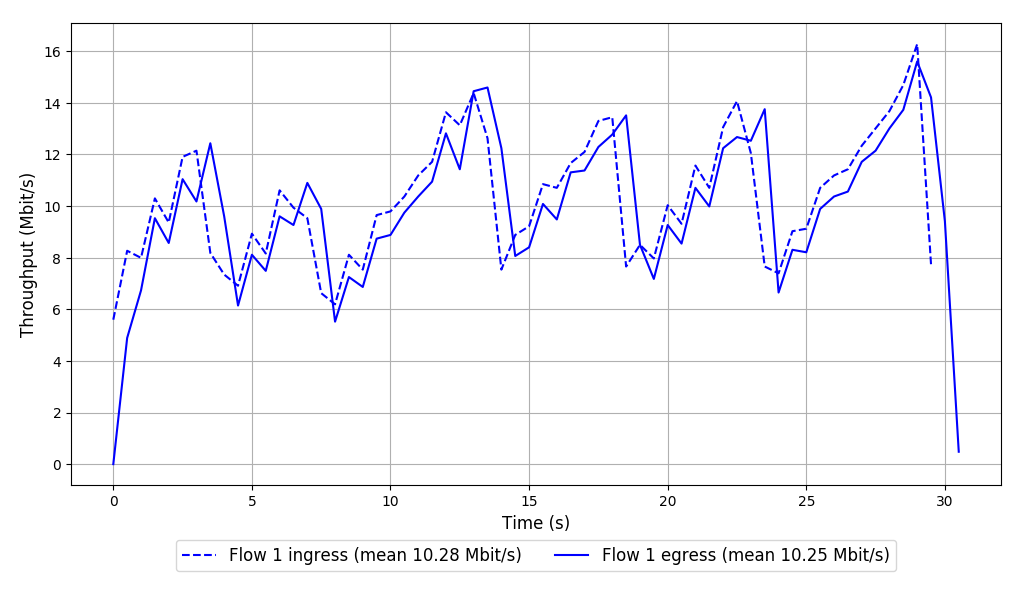 Throughput (Mbit/s)
16
14
12
10
8
6
4
2
0
0 5 10 15 20 25 30
Time (s)
Flow 1 ingress (mean 10.28 Mbit/s) Flow 1 egress (mean 10.25 Mbit/s)